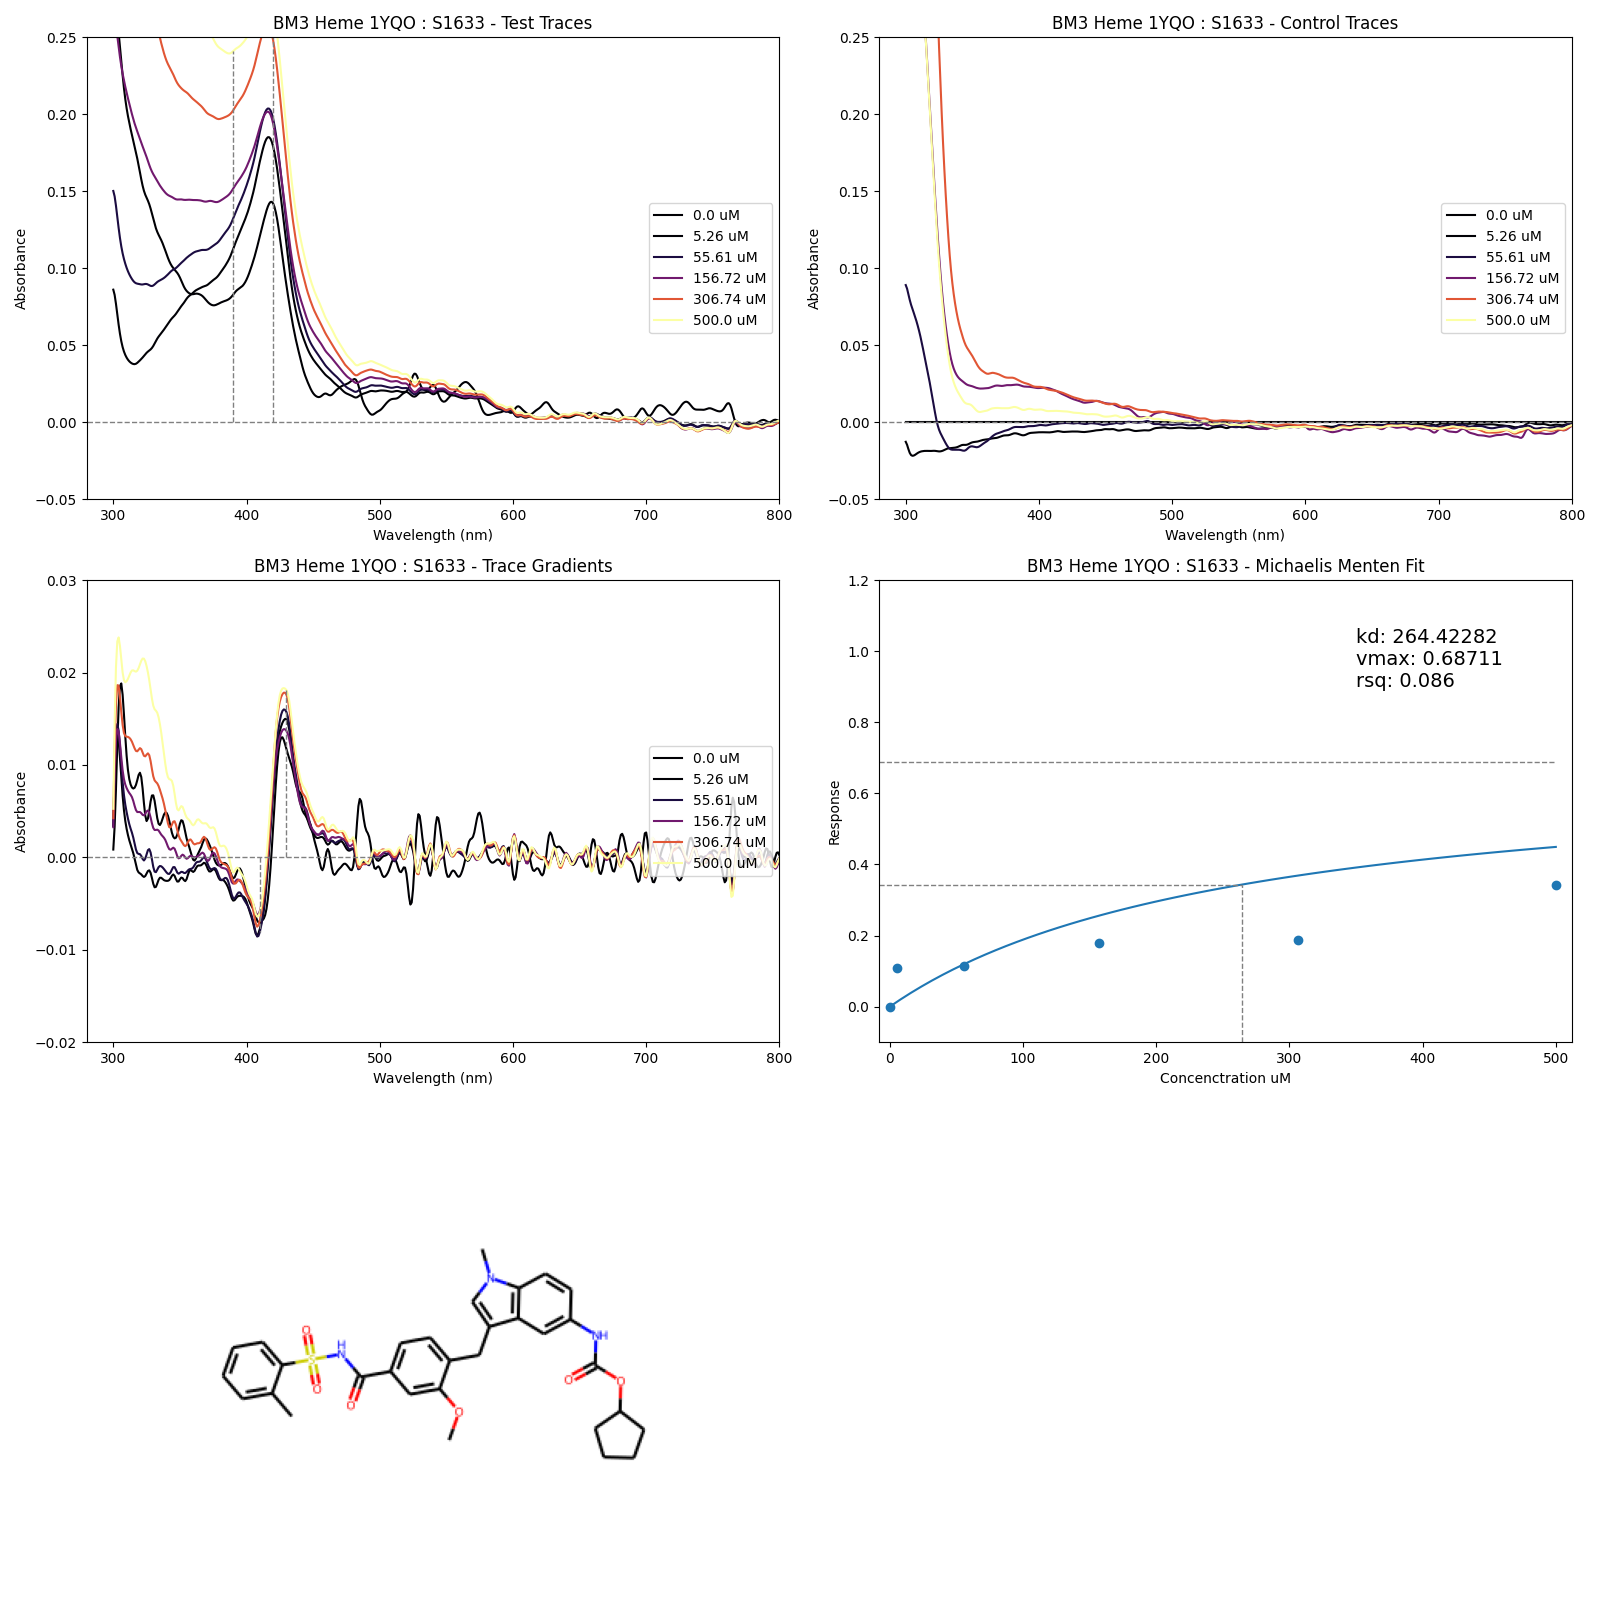 BM3 Heme 1YQO : S1633 - Test Traces
0.25
0.20
0.15
0.10
0.05
0.00
−0.05
Absorbance
300
400
500
600
700
800
Wavelength (nm)
0.0 uM
5.26 uM
55.61 uM
156.72 uM
306.74 uM
500.0 uM
BM3 Heme 1YQO : S1633 - Control Traces
0.25
0.20
0.15
0.10
0.05
0.00
−0.05
Absorbance
300
400
500
600
700
800
Wavelength (nm)
0.0 uM
5.26 uM
55.61 uM
156.72 uM
306.74 uM
500.0 uM
BM3 Heme 1YQO : S1633 - Trace Gradients
0.03
0.02
0.01
0.00
−0.01
−0.02
Absorbance
300
400
500
600
700
800
Wavelength (nm)
0.0 uM
5.26 uM
55.61 uM
156.72 uM
306.74 uM
500.0 uM
BM3 Heme 1YQO : S1633 - Michaelis Menten Fit
1.2
1.0
0.8
0.6
0.4
0.2
0.0
Response
kd: 264.42282
vmax: 0.68711
rsq: 0.086
0
100
200
300
400
500
Concenctration uM
N
O
H
N
S
NH
O
O
O
O
O